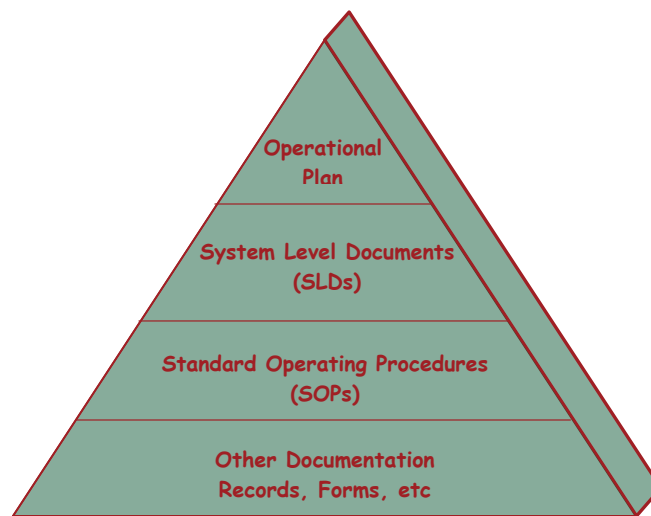 Operational
Plan
System Level Documents
(SLDs)
Standard Operating Procedures
(SOPs)
Other Documentation
Records, Forms, etc